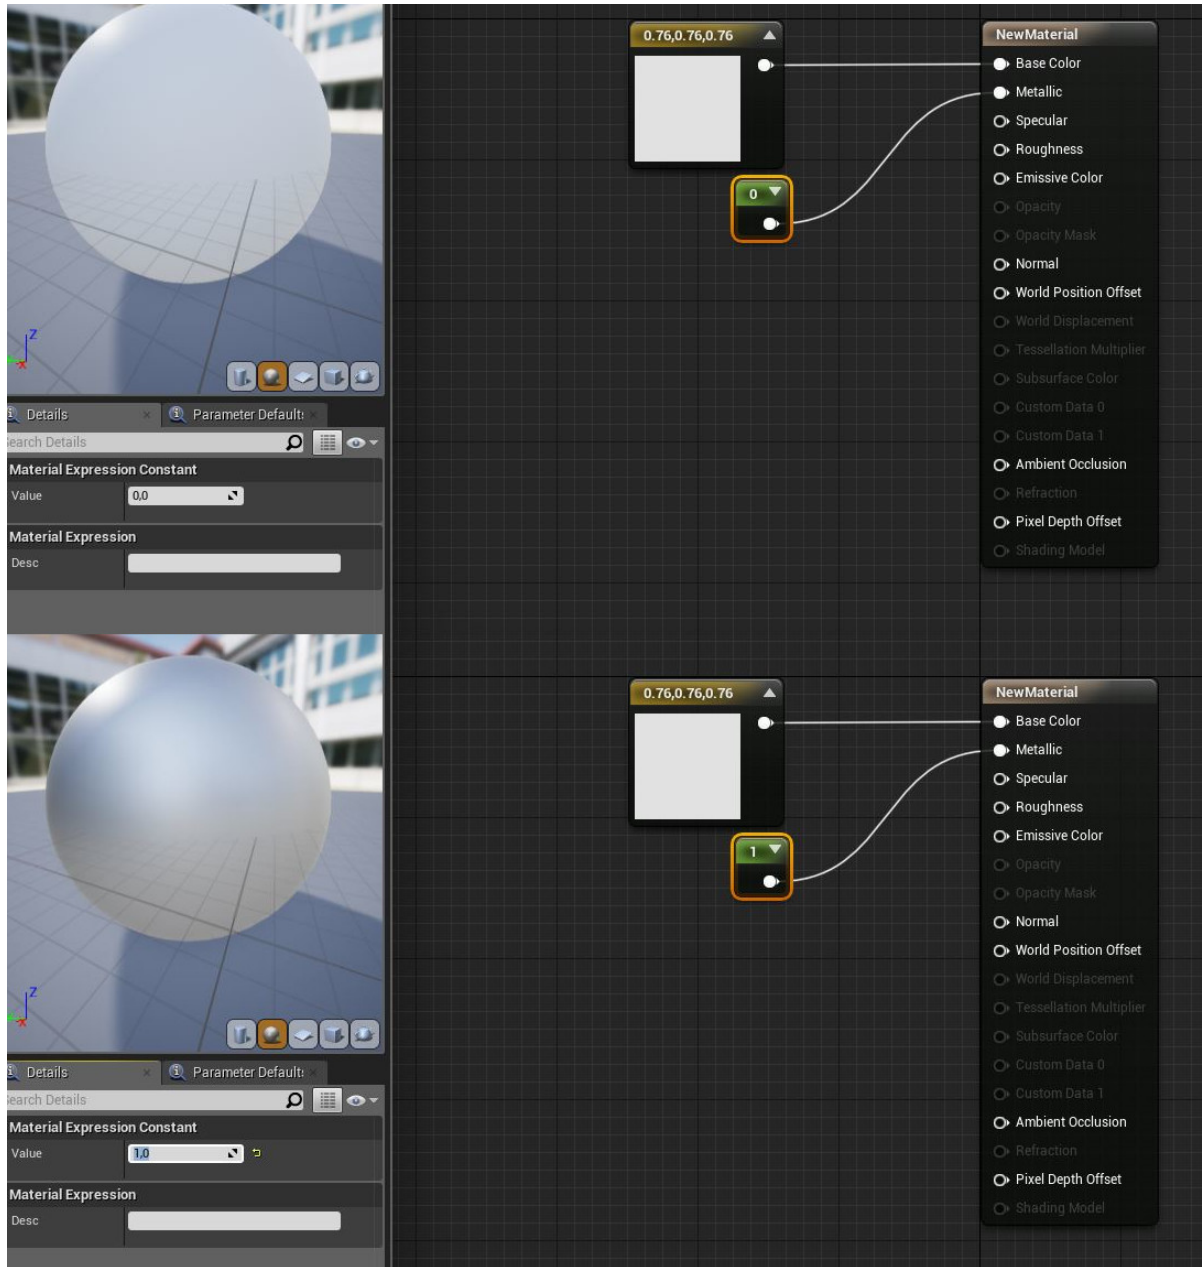 0.76,0.76,0.76
0
NewMaterial
Base Color
Metallic
Specular
Roughness
Emissive Color
Opacity
Opacity Mask
Normal
World Position Offset
World Displacement
Tessellation Multiplier
Subsurface Color
Custom Data 0
Custom Data 1
Ambient Occlusion
Refraction
Pixel Depth Offset
Shading Model
Z
X
Details
Parameter Defaults
Search Details
Material Expression Constant
Value 0,0
Material Expression
Desc
0.76,0.76,0.76
1
NewMaterial
Base Color
Metallic
Specular
Roughness
Emissive Color
Opacity
Opacity Mask
Normal
World Position Offset
World Displacement
Tessellation Multiplier
Subsurface Color
Custom Data 0
Custom Data 1
Ambient Occlusion
Refraction
Pixel Depth Offset
Shading Model
Z
X
Details
Parameter Defaults
Search Details
Material Expression Constant
Value 1,0
Material Expression
Desc